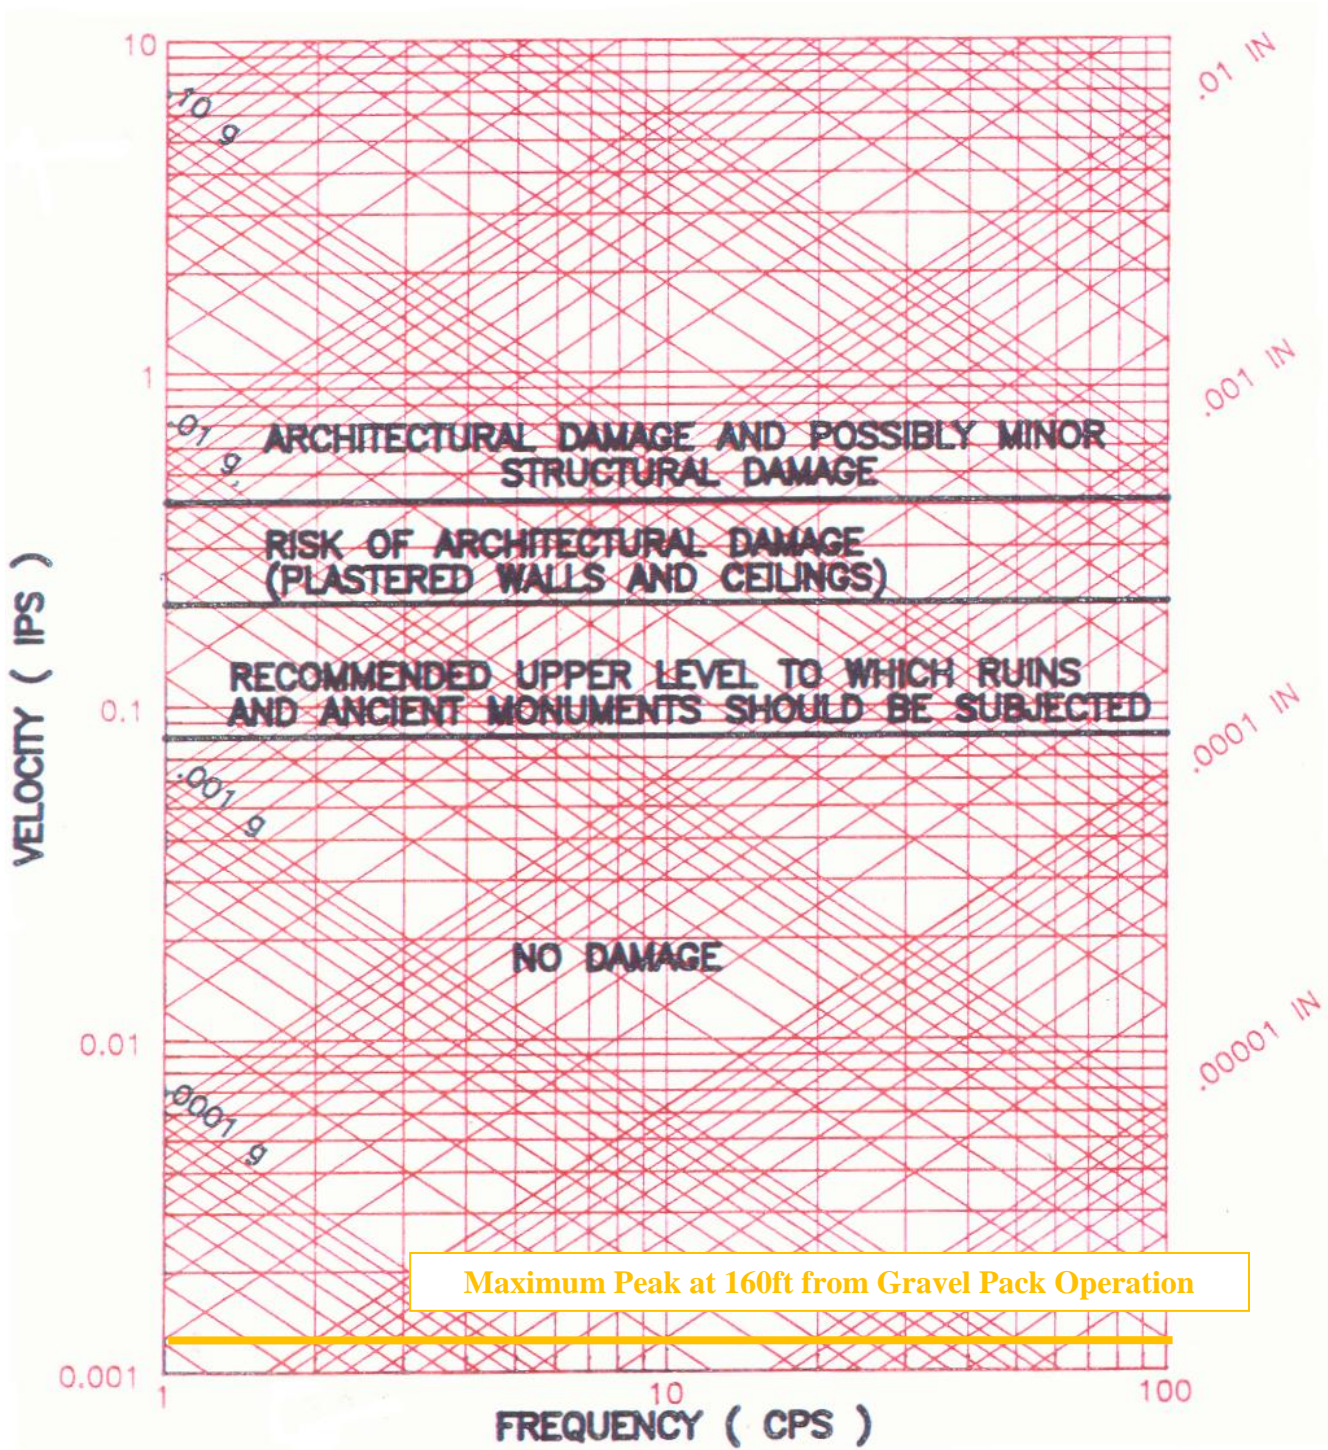 10
.10 g
.01 IN
1
.001 IN
.01 g
ARCHITECTURAL DAMAGE AND POSSIBLY MINOR
STRUCTURAL DAMAGE
RISK OF ARCHITECTURAL DAMAGE
(PLASTERED WALLS AND CEILINGS)
VELOCITY ( IPS )
RECOMMENDED UPPER LEVEL TO WHICH RUINS
AND ANCIENT MONUMENTS SHOULD BE SUBJECTED
0.1
.0001 IN
.001 g
NO DAMAGE
0.01
.00001 IN
.0001 g
Maximum Peak at 160ft from Gravel Pack Operation
0.001
1
10
100
FREQUENCY ( CPS )